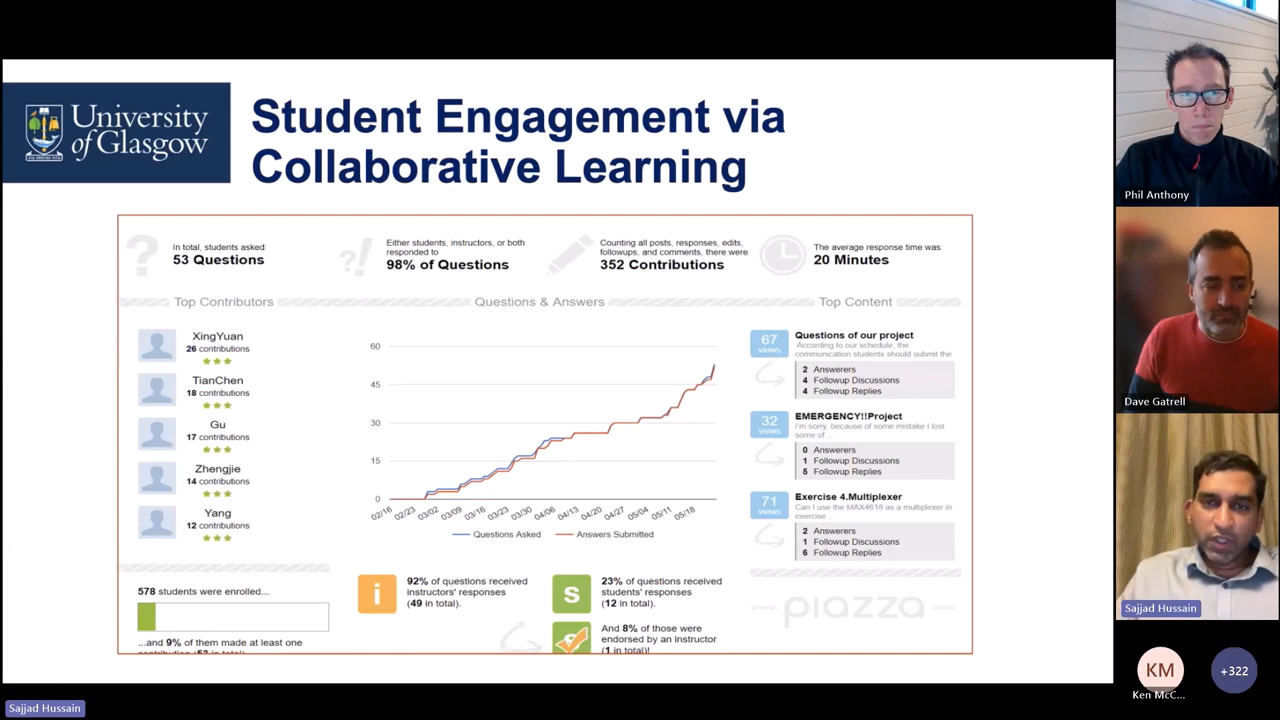 University
of Glasgow
Student Engagement via
Collaborative Learning
In total, students asked:
53 Questions
Either students, instructors, or both
responded to
98% of Questions
Counting all posts, responses, edits,
followups, and comments, there were:
352 Contributions
The average response time was:
20 Minutes
Top Contributors
XingYuan
26 contributions
TianChen
18 contributions
Gu
17 contributions
Zhengjie
14 contributions
Yang
12 contributions
578 students were enrolled...
...and 9% of them made at least one
contribution (53 in total)
Questions & Answers
60
45
30
15
0
02/16 02/23 03/02 03/09 03/16 03/23 03/30 04/06 04/13 04/20 04/27 05/04 05/11 05/18
Questions Asked
Answers Submitted
i
92% of questions received
instructors' responses
(49 in total).
s
23% of questions received
students' responses
(12 in total).
And 8% of those were
endorsed by an instructor
(1 in total)!
Top Content
67
views
Questions of our project
According to our schedule, the
communication students should submit the
2 Answerers
4 Followup Discussions
4 Followup Replies
32
views
EMERGENCY!!Project
I'm sorry, because of some mistake I lost
some of ...
0 Answerers
1 Followup Discussions
5 Followup Replies
71
views
Exercise 4.Multiplexer
Can I use the MAX4618 as a multiplexer in
exercise ...
2 Answerers
1 Followup Discussions
6 Followup Replies
www.piazza.com
Phil Anthony
Dave Gatrell
Sajjad Hussain
KM
Ken McC...
+322
Sajjad Hussain